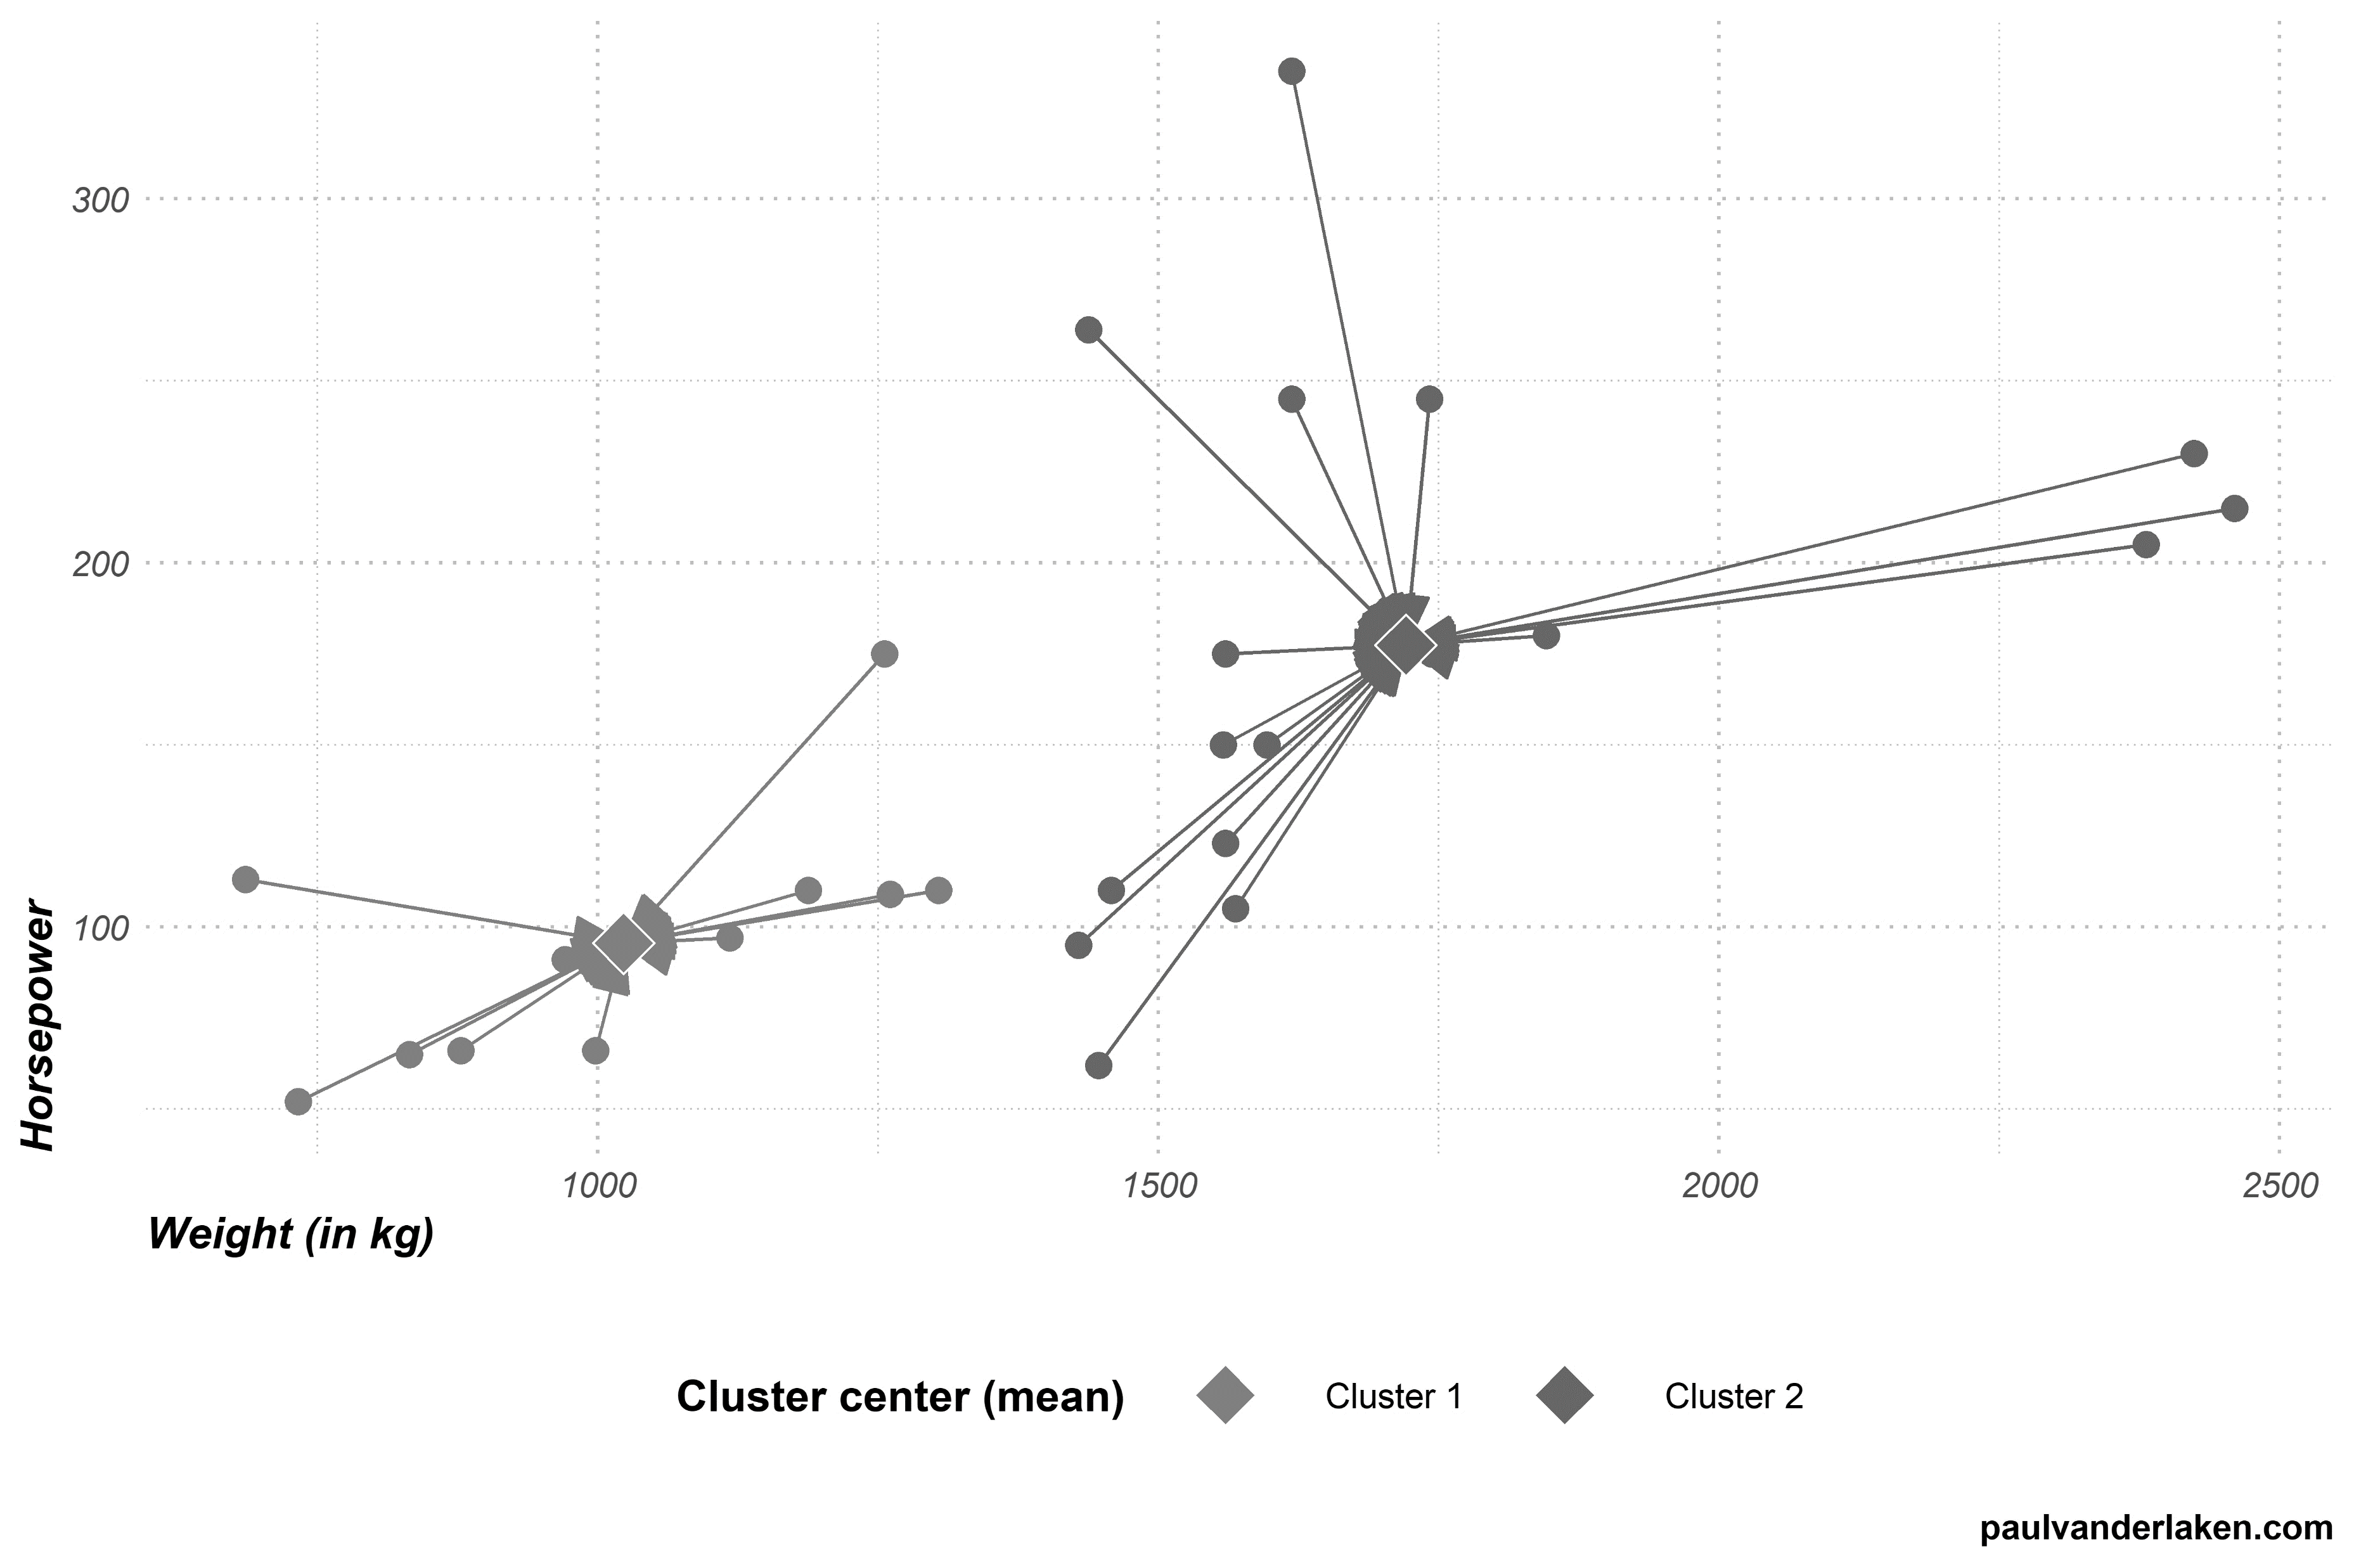 300
200
100
Horsepower
1000 1500 2000 2500
Weight (in kg)
Cluster center (mean) Cluster 1 Cluster 2
paulvanderlaken.com